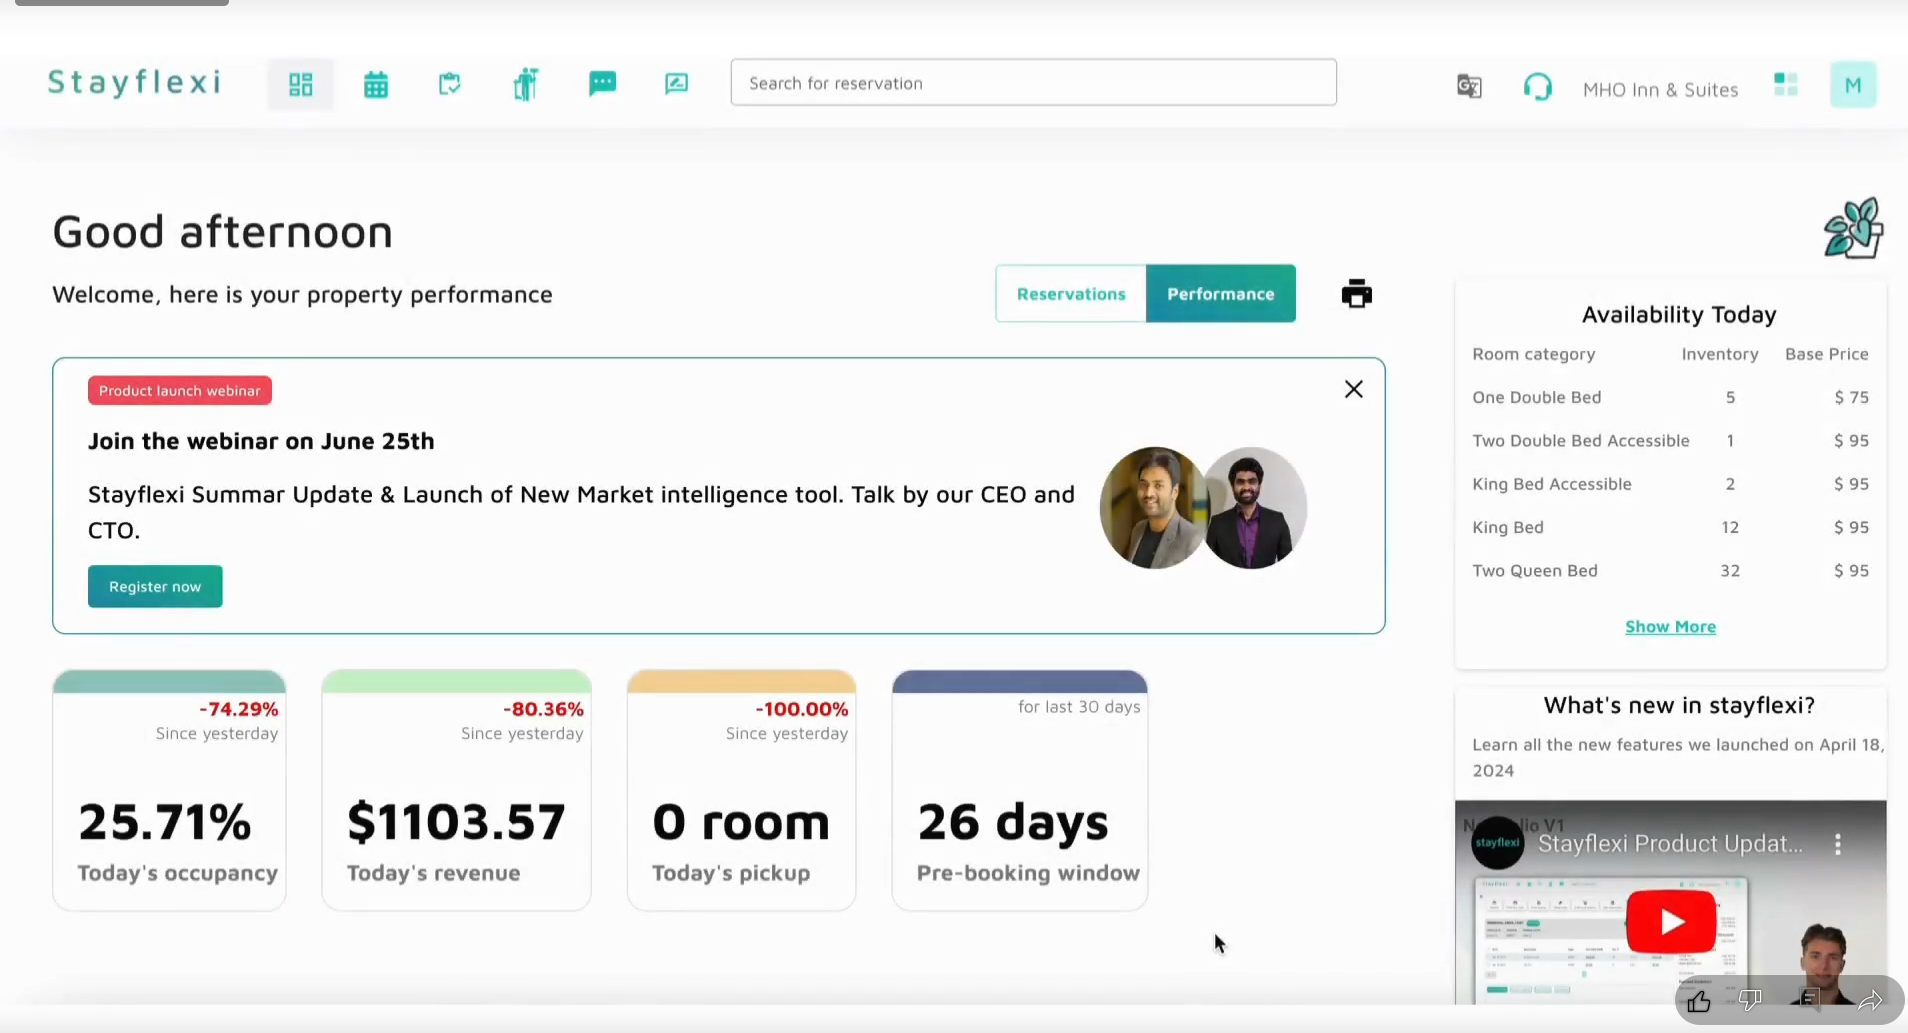 Stayflexi
Search for reservation
MHO Inn & Suites
M
Good afternoon
Welcome, here is your property performance
Reservations
Performance
Product launch webinar
Join the webinar on June 25th
Stayflexi Summar Update & Launch of New Market intelligence tool. Talk by our CEO and
CTO.
Register now
-74.29%
Since yesterday
25.71%
Today's occupancy
-80.36%
Since yesterday
$1103.57
Today's revenue
-100.00%
Since yesterday
0 room
Today's pickup
for last 30 days
26 days
Pre-booking window
Availability Today
Room category Inventory Base Price
One Double Bed 5 $ 75
Two Double Bed Accessible 1 $ 95
King Bed Accessible 2 $ 95
King Bed 12 $ 95
Two Queen Bed 32 $ 95
Show More
What's new in stayflexi?
Learn all the new features we launched on April 18,
2024
stayflexi
Stayflexi Product Updat...